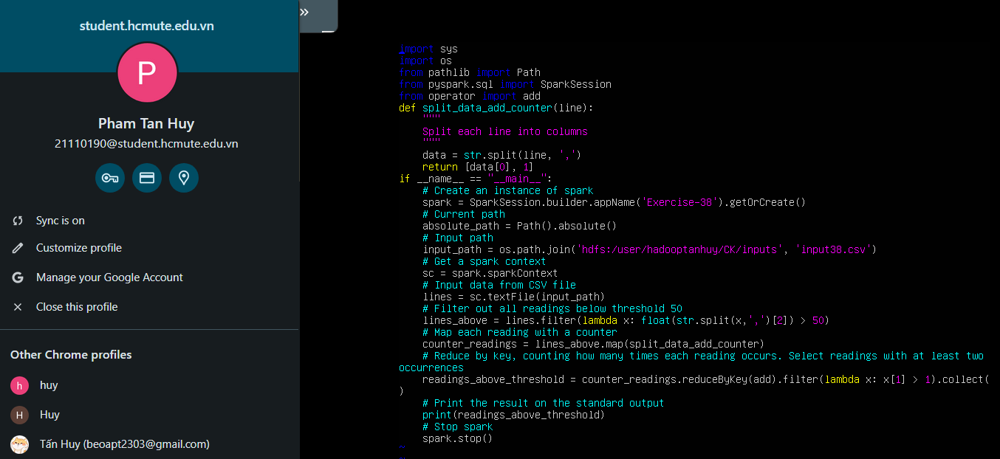 student.hcmute.edu.vn
P
Pham Tan Huy
21110190@student.hcmute.edu.vn
Sync is on
Customize profile
G Manage your Google Account
Close this profile
Other Chrome profiles
h huy
H Huy
Tấn Huy (beoapt2303@gmail.com)
»
import sys
import os
from pathlib import Path
from pyspark.sql import SparkSession
from operator import add
def split_data_add_counter(line):
    """
    Split each line into columns
    """
    data = str.split(line, ',')
    return [data[0], 1]
if __name__ == "__main__":
    # Create an instance of spark
    spark = SparkSession.builder.appName('Exercise-38').getOrCreate()
    # Current path
    absolute_path = Path().absolute()
    # Input path
    input_path = os.path.join('hdfs:/user/hadooptanhuy/CK/inputs', 'input38.csv')
    # Get a spark context
    sc = spark.sparkContext
    # Input data from CSV file
    lines = sc.textFile(input_path)
    # Filter out all readings below threshold 50
    lines_above = lines.filter(lambda x: float(str.split(x,',')[2]) > 50)
    # Map each reading with a counter
    counter_readings = lines_above.map(split_data_add_counter)
    # Reduce by key, counting how many times each reading occurs. Select readings with at least two
occurrences
    readings_above_threshold = counter_readings.reduceByKey(add).filter(lambda x: x[1] > 1).collect(
)
    # Print the result on the standard output
    print(readings_above_threshold)
    # Stop spark
    spark.stop()
~